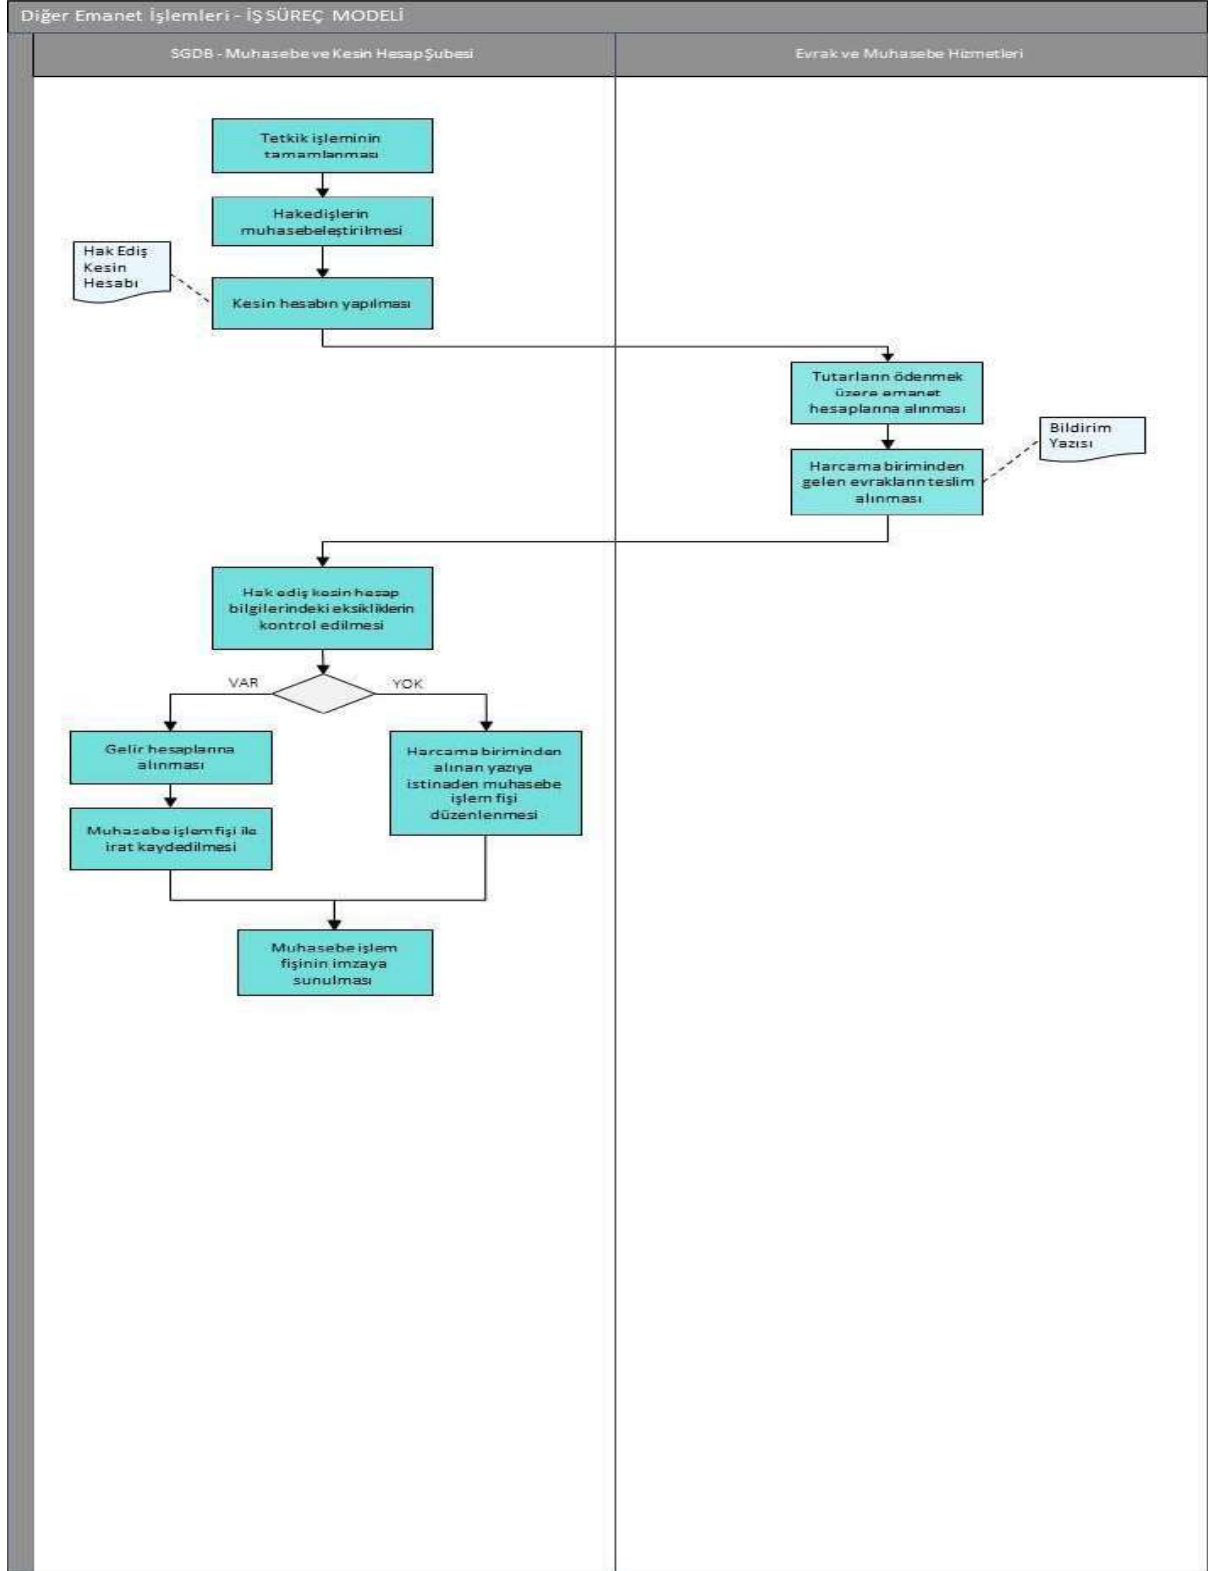 Diğer Emanet İşlemleri - İŞ SÜREÇ MODELİ
SGDB - Muhasebe ve Kesin Hesap Şubesi
Evrak ve Muhasebe Hizmetleri
Tetkik işleminin
tamamlanması
Hakedişlerin
muhasebeleştirilmesi
Hak Ediş
Kesin
Hesabı
Kesin hesabın yapılması
Tutarların ödenmek
üzere emanet
hesaplarına alınması
Bildirim
Yazısı
Harcama biriminden
gelen evrakların teslim
alınması
Hak ediş kesin hesap
bilgilerindeki eksikliklerin
kontrol edilmesi
VAR
YOK
Gelir hesaplarına
alınması
Harcama biriminden
alınan yazıya
istinaden muhasebe
işlem fişi
düzenlenmesi
Muhasebe işlem fişi ile
irat kaydedilmesi
Muhasebe işlem
fişinin imzaya
sunulması